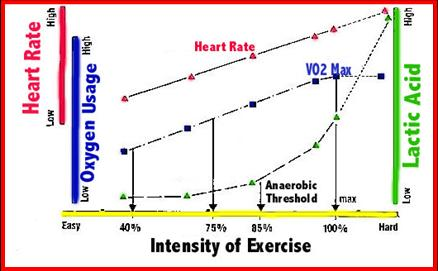 Heart Rate
High
Low
Oxygen Usage
High
Low
Heart Rate
VO2 Max
Anaerobic
Threshold
max
Lactic Acid
High
Low
Easy
40%
75%
85%
100%
Hard
Intensity of Exercise